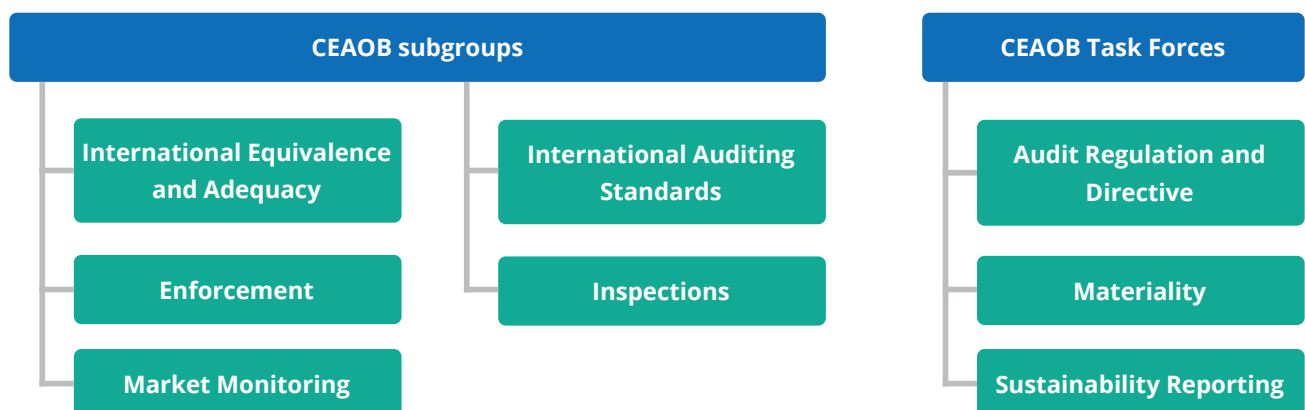 CEAOB subgroups
International Equivalence
and Adequacy
Enforcement
Market Monitoring
International Auditing
Standards
Inspections
CEAOB Task Forces
Audit Regulation and
Directive
Materiality
Sustainability Reporting